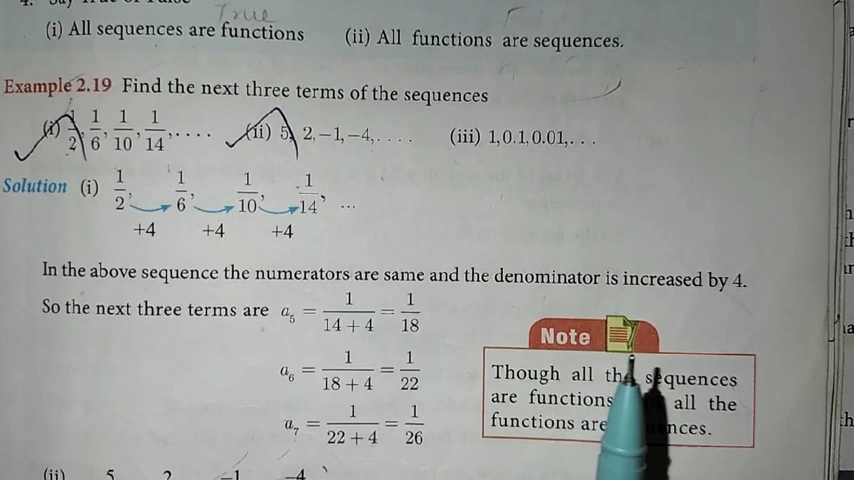 4. Say True or False
True F
(i) All sequences are functions (ii) All functions are sequences.
Example 2.19 Find the next three terms of the sequences
(i) 1/2, 1/6, 1/10, 1/14, . . . . (ii) 5, 2, −1, −4, . . . . (iii) 1, 0.1, 0.01, . . .
Solution (i) 1/2, 1/6, 1/10, 1/14, ...
+4 +4 +4
In the above sequence the numerators are same and the denominator is increased by 4.
So the next three terms are a₅ = 1/(14 + 4) = 1/18
a₆ = 1/(18 + 4) = 1/22
a₇ = 1/(22 + 4) = 1/26
Note
Though all the sequences
are functions, all the
functions are
(ii) 5 2 −1 −4